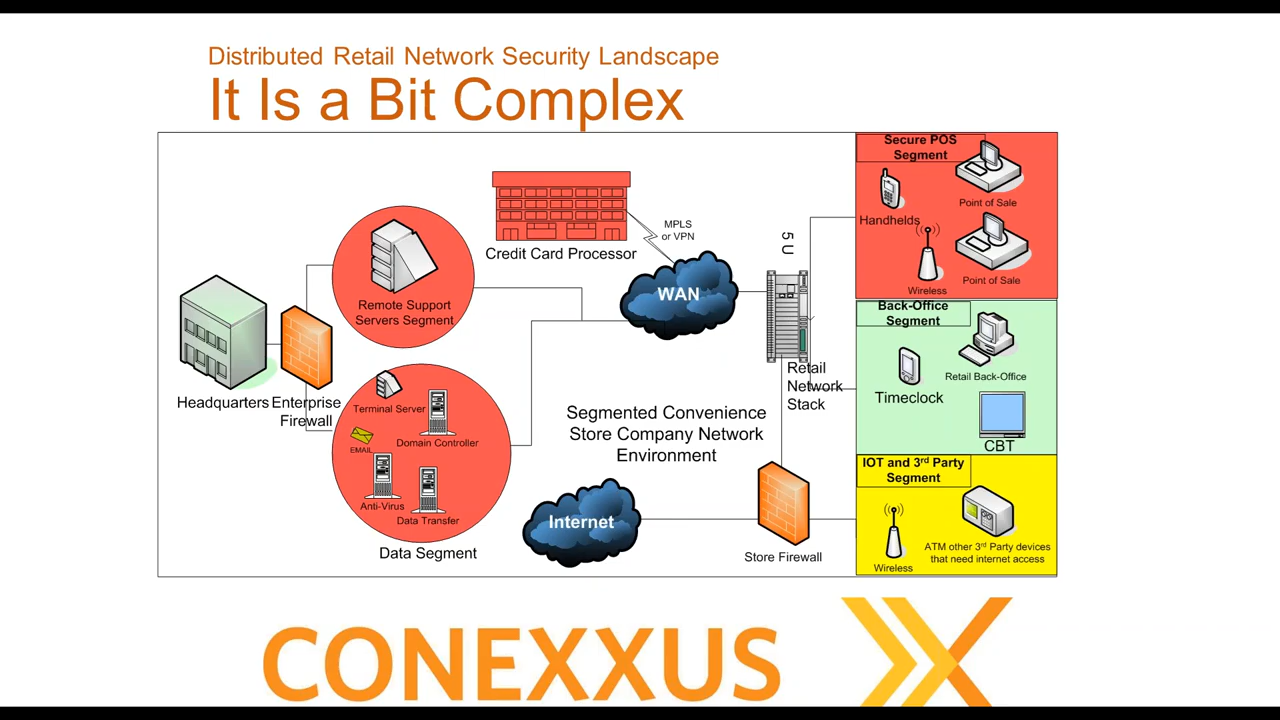 Distributed Retail Network Security Landscape
It Is a Bit Complex
Secure POS
Segment
Handhelds
Point of Sale
Point of Sale
Wireless
Credit Card Processor
MPLS
or VPN
5 U
WAN
Remote Support
Servers Segment
Headquarters
Enterprise
Firewall
Back-Office
Segment
Retail Back-Office
Timeclock
CBT
Retail
Network
Stack
Segmented Convenience
Store Company Network
Environment
Terminal Server
Domain Controller
EMAIL
Anti-Virus
Data Transfer
Data Segment
Internet
Store Firewall
IOT and 3rd Party
Segment
Wireless
ATM other 3rd Party devices
that need internet access
CONEXXUS